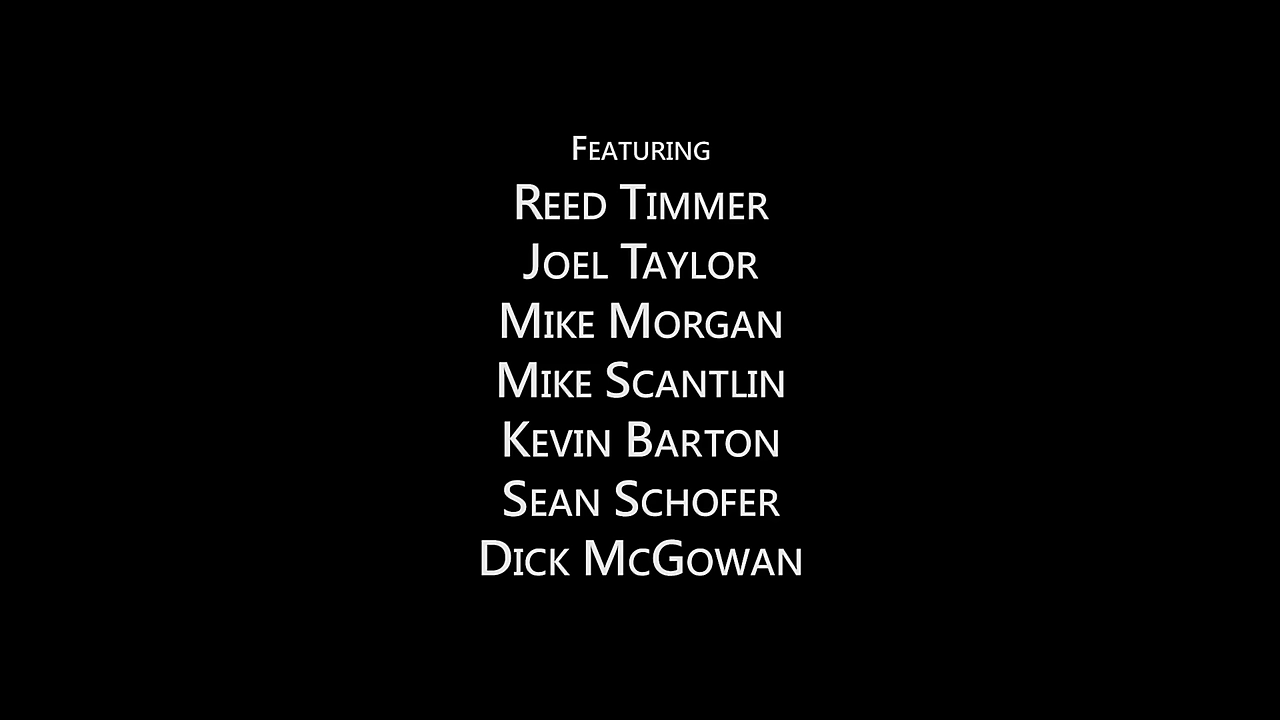 Featuring
Reed Timmer
Joel Taylor
Mike Morgan
Mike Scantlin
Kevin Barton
Sean Schofer
Dick McGowan